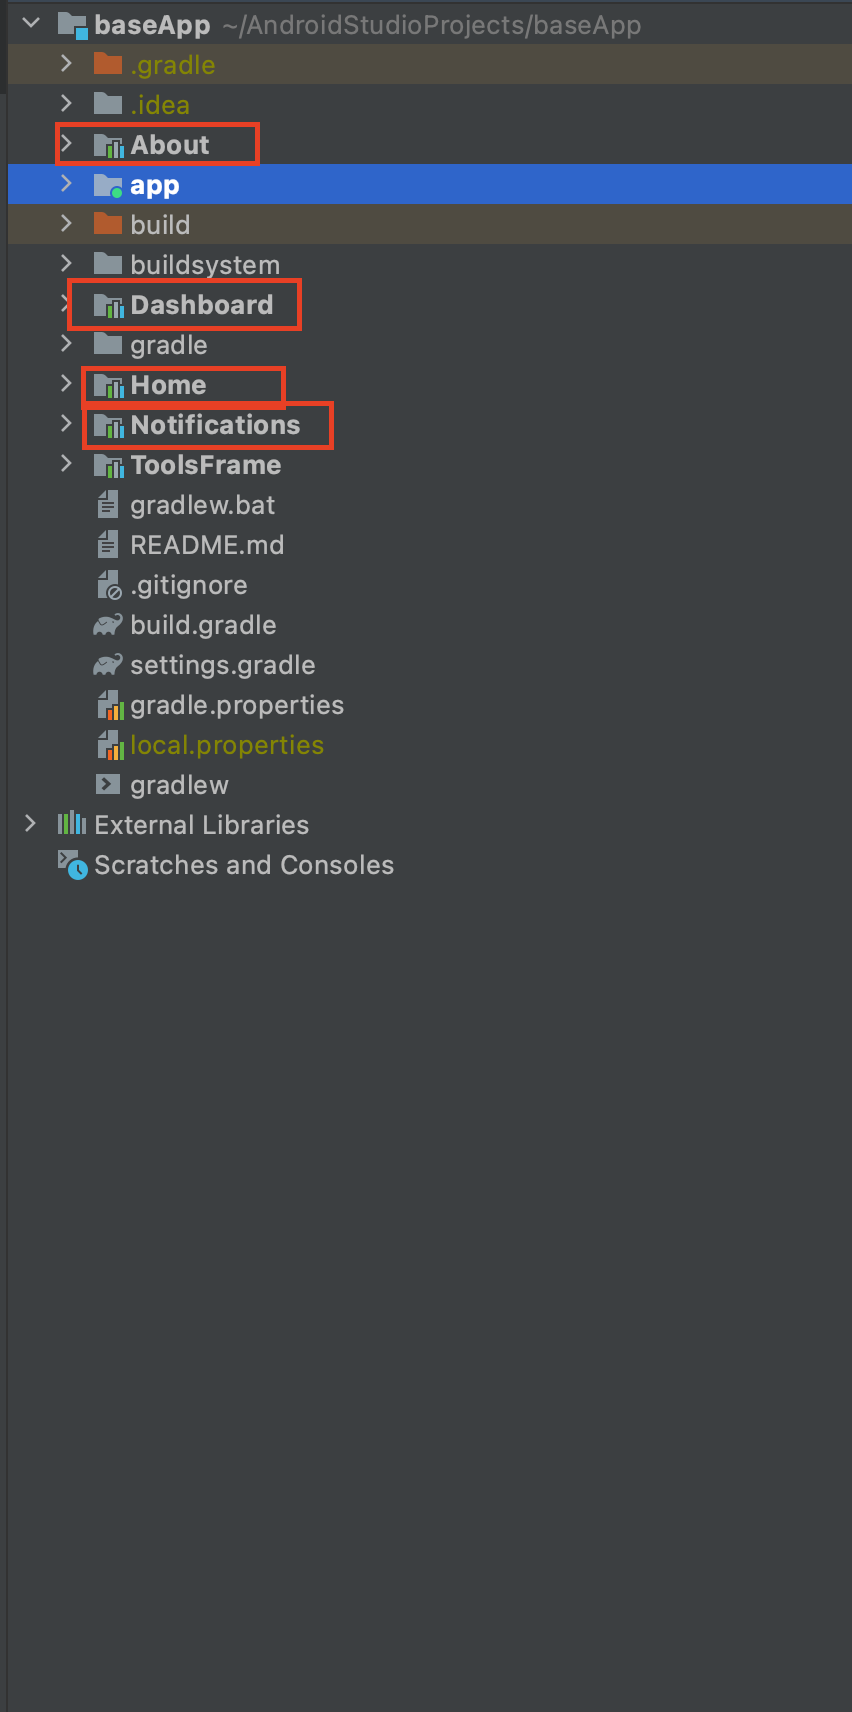 baseApp ~/AndroidStudioProjects/baseApp
.gradle
.idea
About
app
build
buildsystem
Dashboard
gradle
Home
Notifications
ToolsFrame
gradlew.bat
README.md
.gitignore
build.gradle
settings.gradle
gradle.properties
local.properties
gradlew
External Libraries
Scratches and Consoles